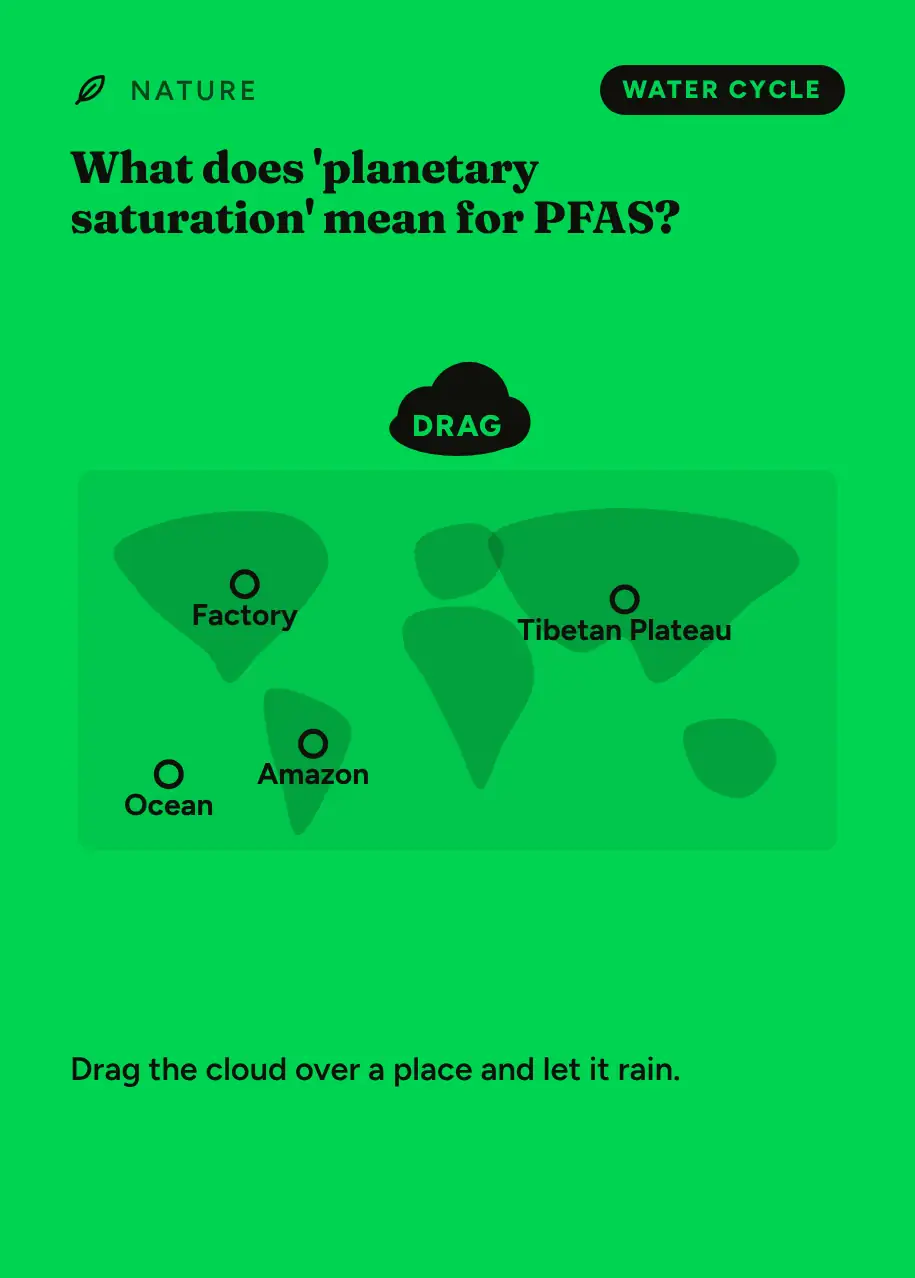 NATURE
WATER CYCLE
What does 'planetary
saturation' mean for PFAS?
DRAG
Factory
Tibetan Plateau
Amazon
Ocean
Drag the cloud over a place and let it rain.